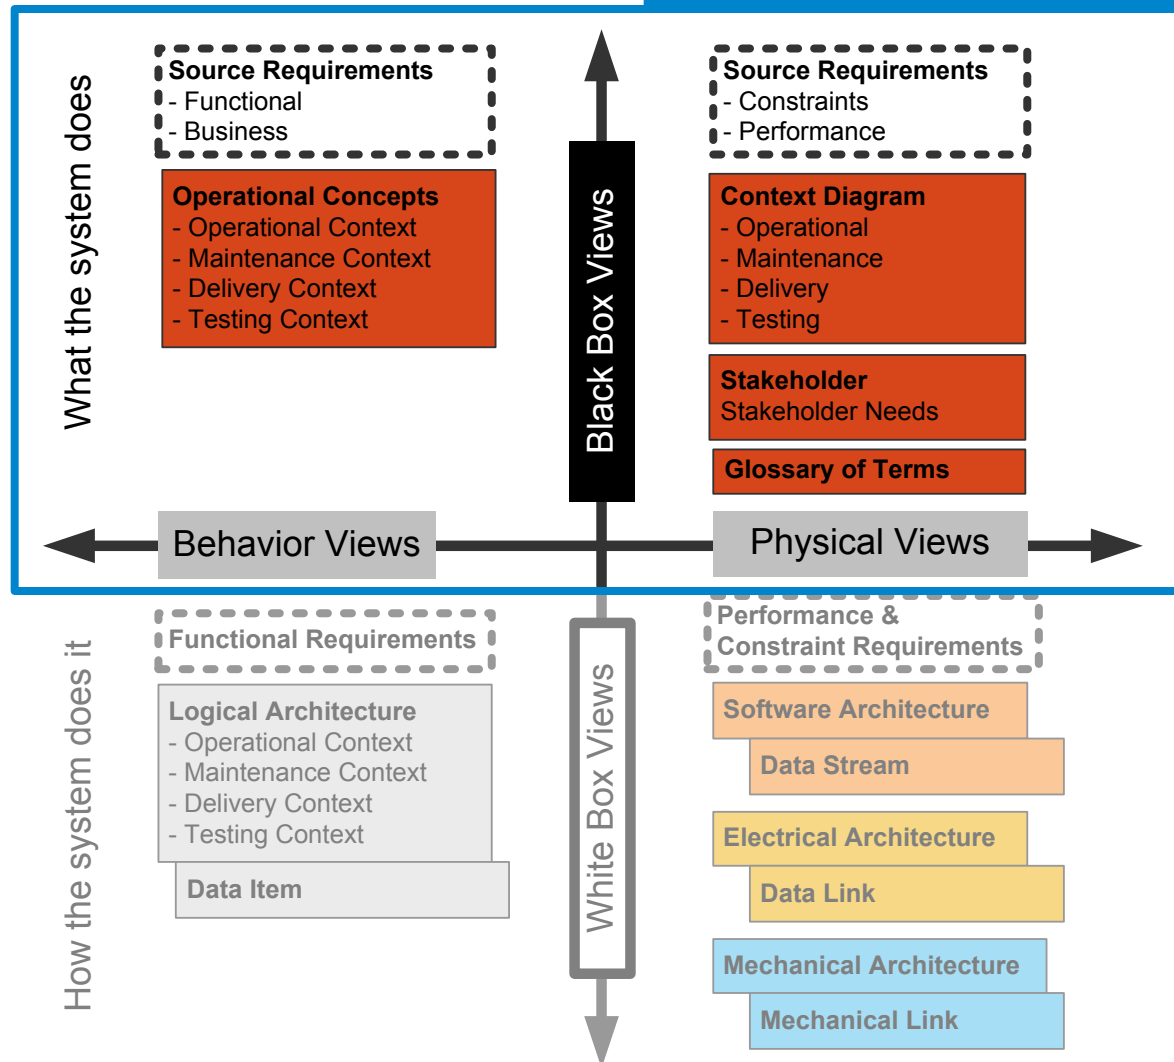 What the system does
Source Requirements
- Functional
- Business
Operational Concepts
- Operational Context
- Maintenance Context
- Delivery Context
- Testing Context
Black Box Views
Source Requirements
- Constraints
- Performance
Context Diagram
- Operational
- Maintenance
- Delivery
- Testing
Stakeholder
Stakeholder Needs
Glossary of Terms
Behavior Views
Physical Views
How the system does it
Functional Requirements
Logical Architecture
- Operational Context
- Maintenance Context
- Delivery Context
- Testing Context
Data Item
White Box Views
Performance &
Constraint Requirements
Software Architecture
Data Stream
Electrical Architecture
Data Link
Mechanical Architecture
Mechanical Link